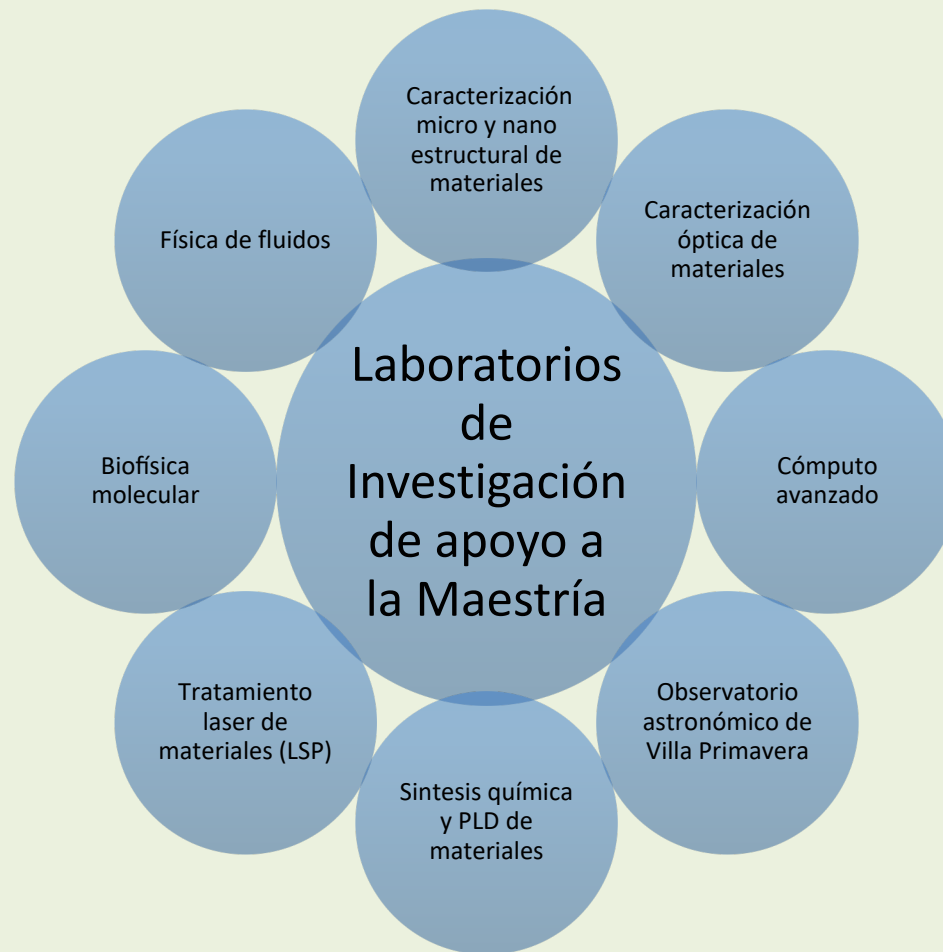 Caracterización
micro y nano
estructural de
materiales
Caracterización
óptica de
materiales
Cómputo
avanzado
Observatorio
astronómico de
Villa Primavera
Sintesis química
y PLD de
materiales
Tratamiento
laser de
materiales (LSP)
Biofísica
molecular
Física de fluidos
Laboratorios
de
Investigación
de apoyo a
la Maestría